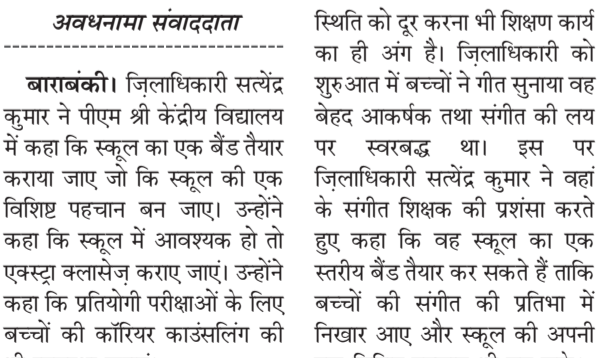 अवधनामा संवाददाता
बाराबंकी। ज़िलाधिकारी सत्येंद्र
कुमार ने पीएम श्री केंद्रीय विद्यालय
में कहा कि स्कूल का एक बैंड तैयार
कराया जाए जो कि स्कूल की एक
विशिष्ट पहचान बन जाए। उन्होंने
कहा कि स्कूल में आवश्यक हो तो
एक्स्ट्रा क्लासेज़ कराए जाएं। उन्होंने
कहा कि प्रतियोगी परीक्षाओं के लिए
बच्चों की कॉरियर काउंसलिंग की
स्थिति को दूर करना भी शिक्षण कार्य
का ही अंग है। ज़िलाधिकारी को
शुरुआत में बच्चों ने गीत सुनाया वह
बेहद आकर्षक तथा संगीत की लय
पर स्वरबद्ध था। इस पर
ज़िलाधिकारी सत्येंद्र कुमार ने वहां
के संगीत शिक्षक की प्रशंसा करते
हुए कहा कि वह स्कूल का एक
स्तरीय बैंड तैयार कर सकते हैं ताकि
बच्चों की संगीत की प्रतिभा में
निखार आए और स्कूल की अपनी